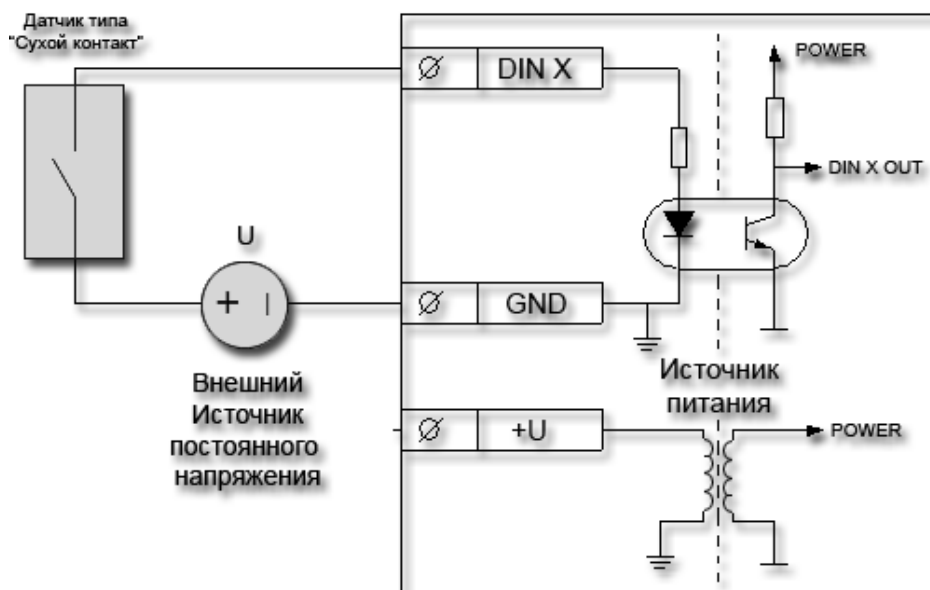 Датчик типа
"Сухой контакт"
DIN X
POWER
DIN X OUT
U
+
GND
Внешний
Источник
постоянного
напряжения
Источник
питания
+U
POWER